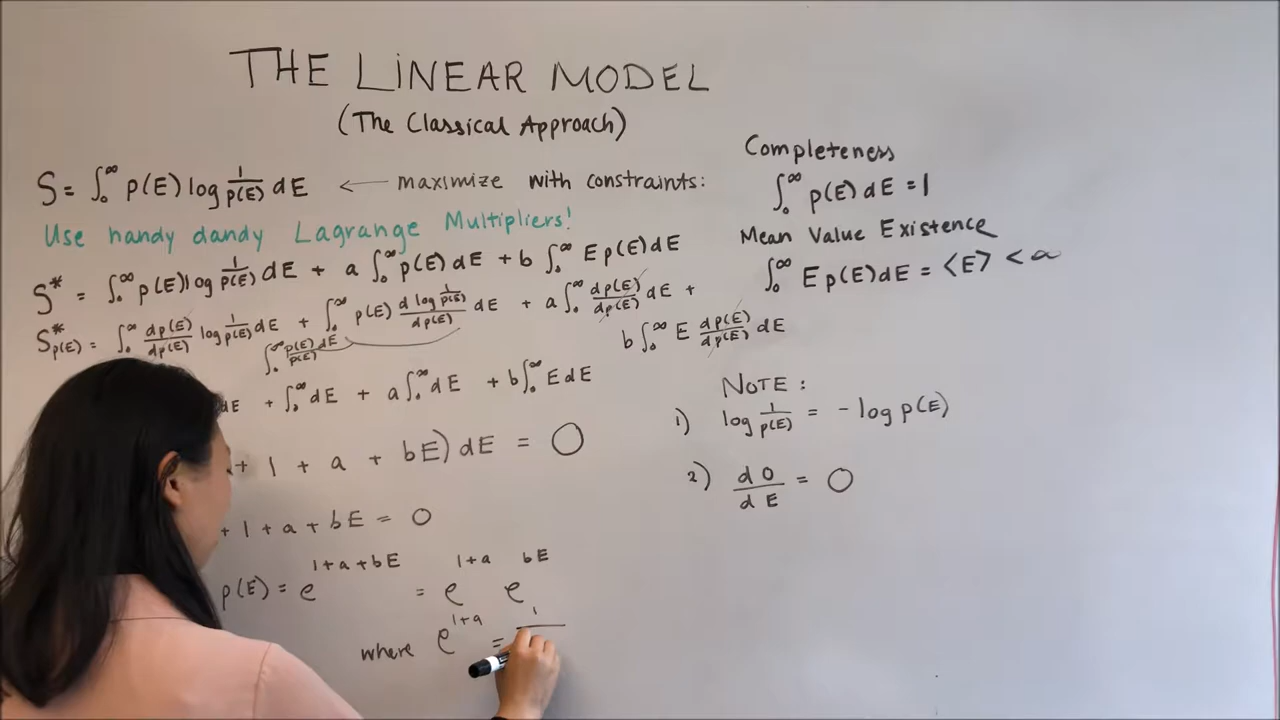 THE LINEAR MODEL
(The Classical Approach)
S = ∫₀^∞ p(E) log 1/p(E) dE ← maximize with constraints:
Use handy dandy Lagrange Multipliers!
S* = ∫₀^∞ p(E) log 1/p(E) dE + a ∫₀^∞ p(E) dE + b ∫₀^∞ E p(E) dE
S*p(E) = ∫₀^∞ dp(E)/dp(E) log 1/p(E) dE + ∫₀^∞ p(E) d log 1/p(E) / dp(E) dE + a ∫₀^∞ dp(E)/dp(E) dE +
b ∫₀^∞ E dp(E)/dp(E) dE
∫₀^∞ p(E)/p(E) dE
dE + ∫₀^∞ dE + a ∫₀^∞ dE + b ∫₀^∞ E dE
+ 1 + a + bE) dE = 0
+ 1 + a + bE = 0
p(E) = e^(1+a+bE) = e^(1+a) e^(bE)
where e^(1+a) = 1/
Completeness
∫₀^∞ p(E) dE = 1
Mean Value Existence
∫₀^∞ E p(E) dE = ⟨E⟩ < ∞
NOTE:
1) log 1/p(E) = - log p(E)
2) d0/dE = 0